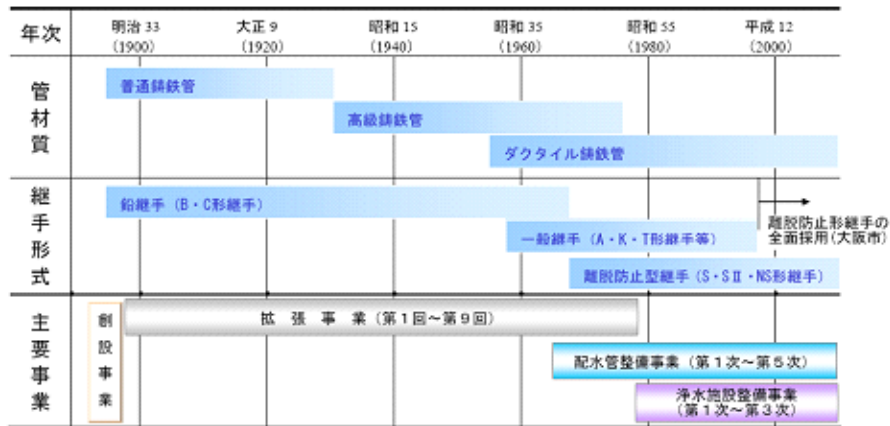 年次
明治 33
(1900)
大正 9
(1920)
昭和 15
(1940)
昭和 35
(1960)
昭和 55
(1980)
平成 12
(2000)
管材質
普通鋳鉄管
高級鋳鉄管
ダクタイル鋳鉄管
継手形式
鉛継手（B・C形継手）
一般継手（A・K・T形継手等）
離脱防止形継手の
全面採用(大阪市)
離脱防止型継手（S・SⅡ・NS形継手）
主要事業
創設事業
拡 張 事 業（第１回～第９回）
配水管整備事業（第１次～第５次）
浄水施設整備事業
（第１次～第３次）